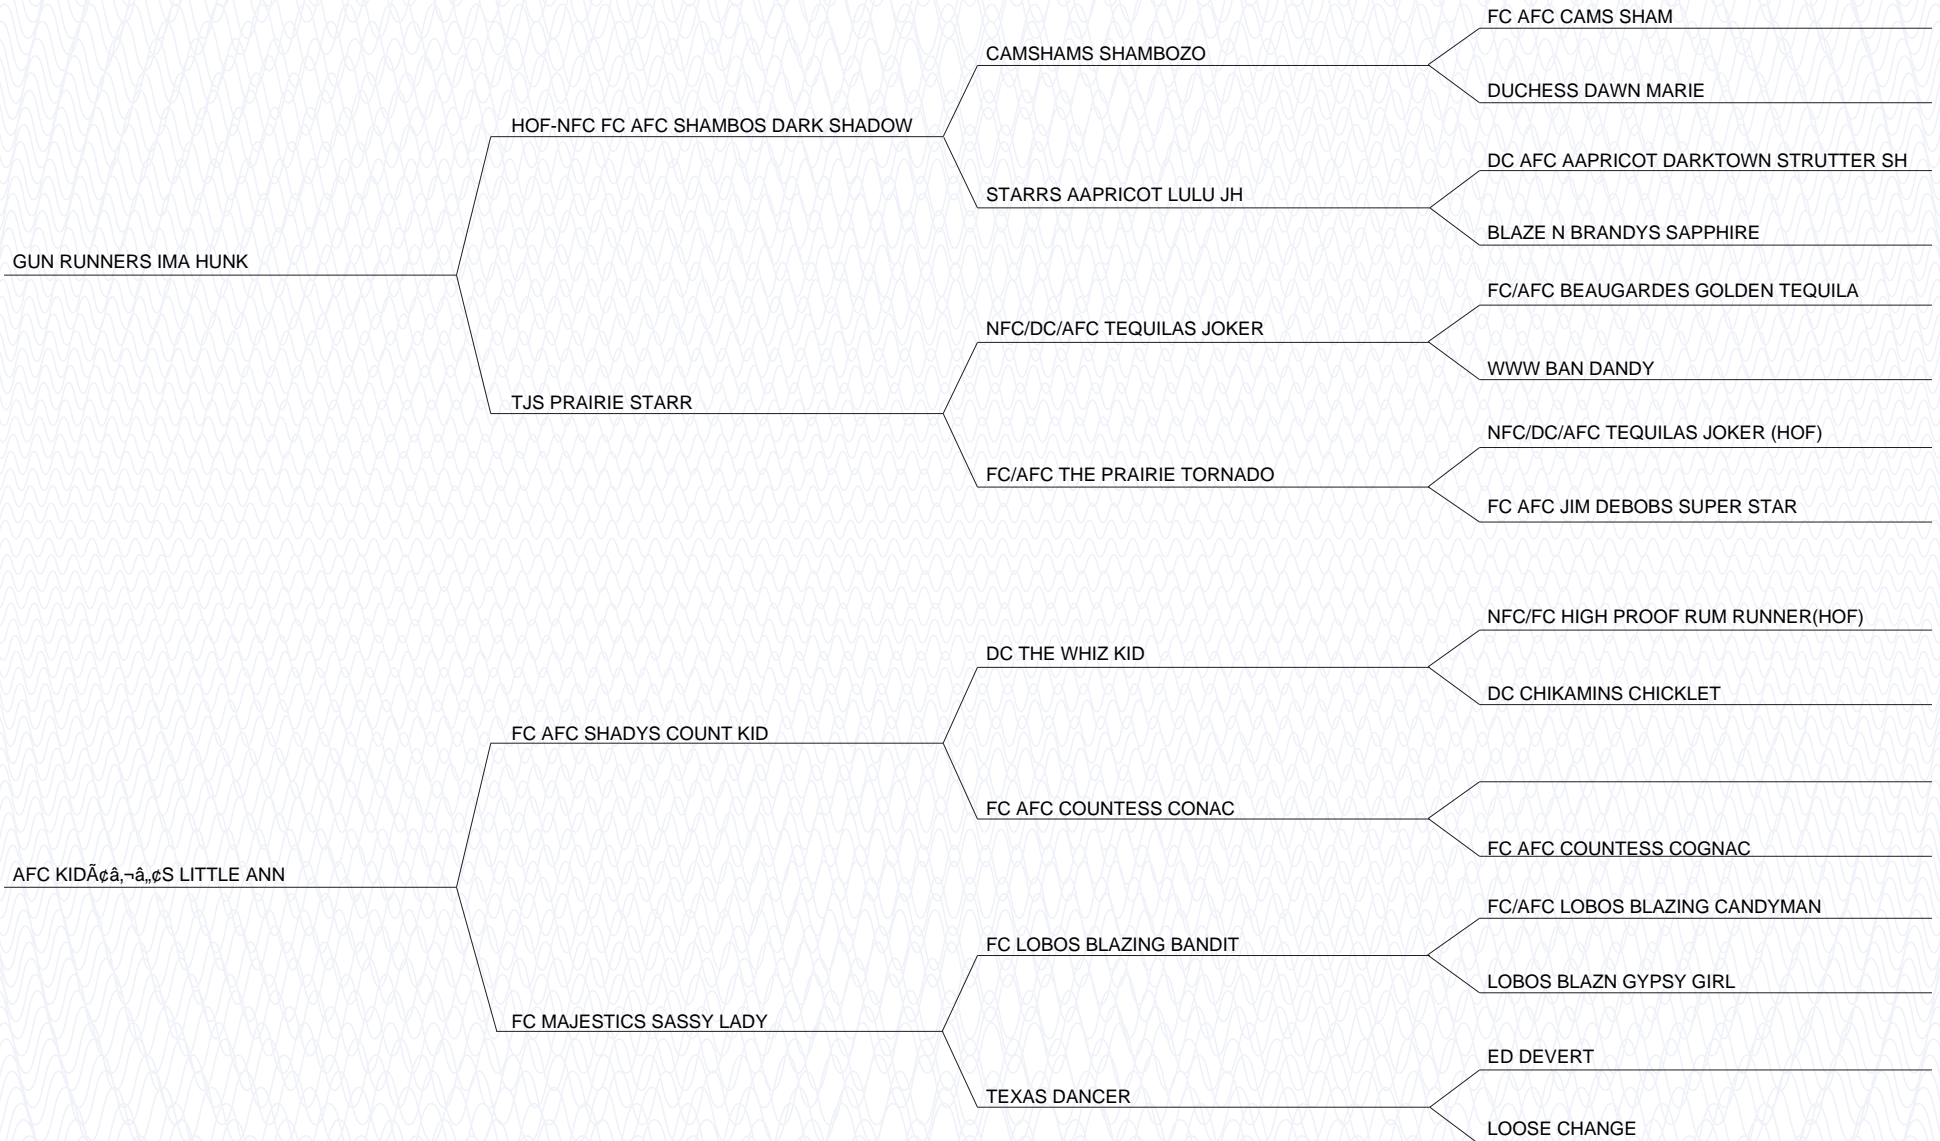 FC AFC CAMS SHAM
CAMSHAMS SHAMBOZO
DUCHESS DAWN MARIE
HOF-NFC FC AFC SHAMBOS DARK SHADOW
DC AFC AAPRICOT DARKTOWN STRUTTER SH
STARRS AAPRICOT LULU JH
BLAZE N BRANDYS SAPPHIRE
GUN RUNNERS IMA HUNK
FC/AFC BEAUGARDES GOLDEN TEQUILA
NFC/DC/AFC TEQUILAS JOKER
WWW BAN DANDY
TJS PRAIRIE STARR
NFC/DC/AFC TEQUILAS JOKER (HOF)
FC/AFC THE PRAIRIE TORNADO
FC AFC JIM DEBOBS SUPER STAR
NFC/FC HIGH PROOF RUM RUNNER(HOF)
DC THE WHIZ KID
DC CHIKAMINS CHICKLET
FC AFC SHADYS COUNT KID
FC AFC COUNTESS CONAC
FC AFC COUNTESS COGNAC
AFC KIDÃ¢â‚¬â„¢S LITTLE ANN
FC/AFC LOBOS BLAZING CANDYMAN
FC LOBOS BLAZING BANDIT
LOBOS BLAZN GYPSY GIRL
FC MAJESTICS SASSY LADY
ED DEVERT
TEXAS DANCER
LOOSE CHANGE